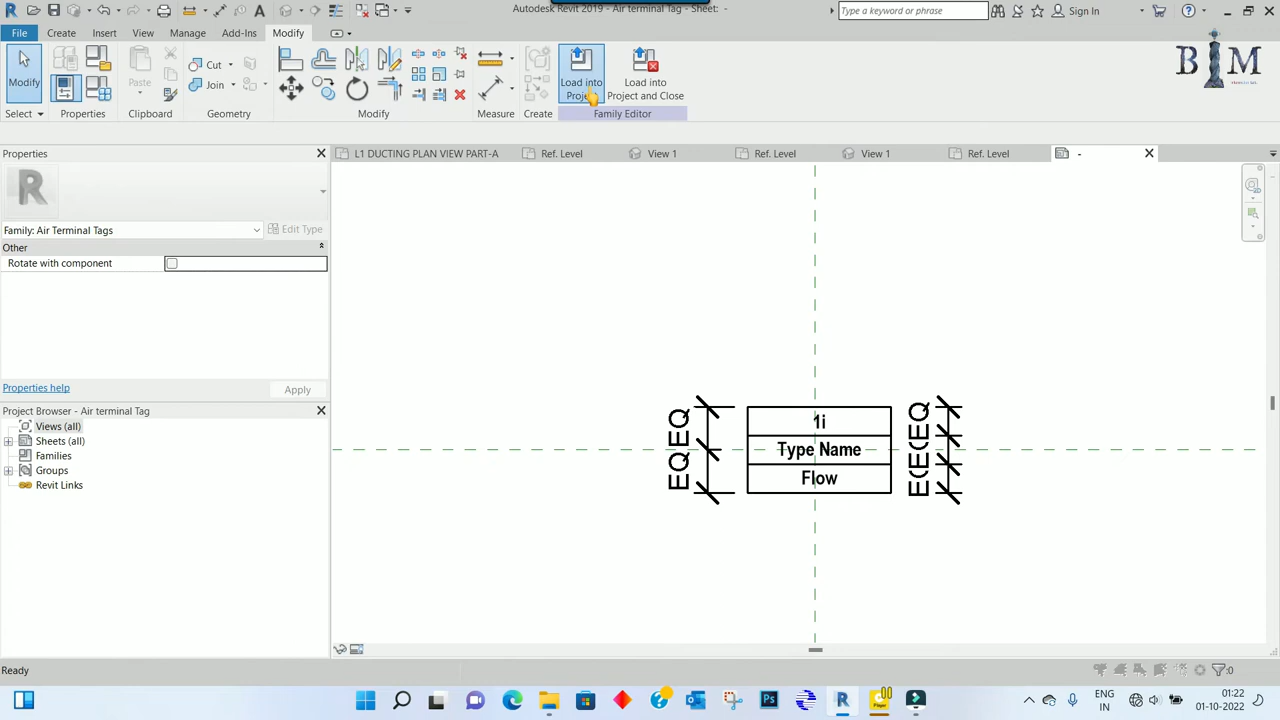 Autodesk Revit 2019 - Air terminal Tag - Sheet: -
Type a keyword or phrase
Sign In
File
Create
Insert
View
Manage
Add-Ins
Modify
Modify
Cut
Join
Paste
Load into
Project
Load into
Project and Close
Select
Properties
Clipboard
Geometry
Modify
Measure
Create
Family Editor
BIM
Properties
L1 DUCTING PLAN VIEW PART-A
Ref. Level
View 1
Ref. Level
View 1
Ref. Level
-
R
Family: Air Terminal Tags
Edit Type
Other
Rotate with component
Properties help
Apply
Project Browser - Air terminal Tag
Views (all)
Sheets (all)
Families
Groups
Revit Links
EQ
EQ
1i
Type Name
Flow
EQ
Ready
:0
ENG
IN
01:22
01-10-2022